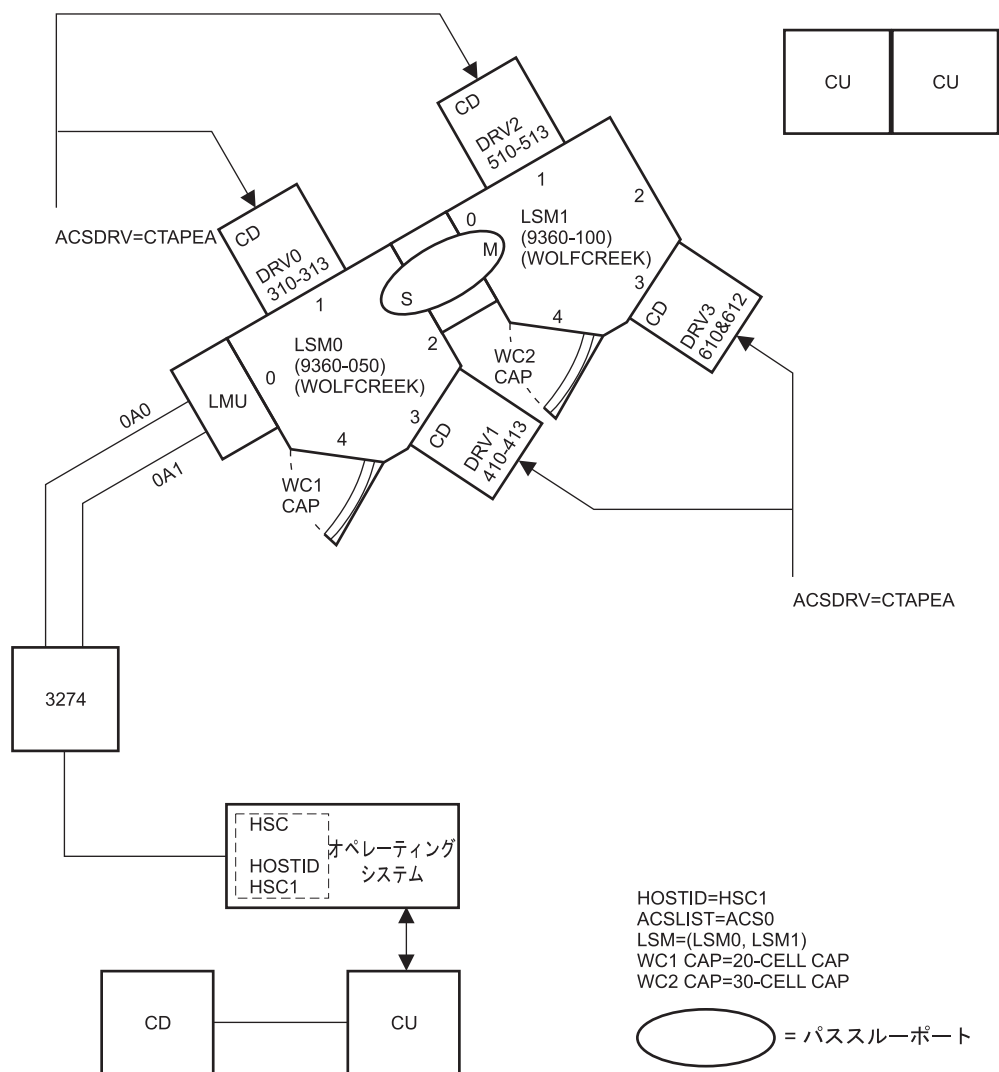 CU
CU
CD
DRV2
510-513
ACSDRV=CTAPEA
CD
DRV0
310-313
1
2
0
LSM1
(9360-100)
(WOLFCREEK)
M
S
3
4
CD
DRV3
610&612
1
LSM0
(9360-050)
(WOLFCREEK)
0
2
3
4
WC2
CAP
LMU
CD
DRV1
410-413
WC1
CAP
0A0
0A1
ACSDRV=CTAPEA
3274
HSC
HOSTID
HSC1
オペレーティング
システム
CD
CU
HOSTID=HSC1
ACSLIST=ACS0
LSM=(LSM0, LSM1)
WC1 CAP=20-CELL CAP
WC2 CAP=30-CELL CAP
= パススルーポート